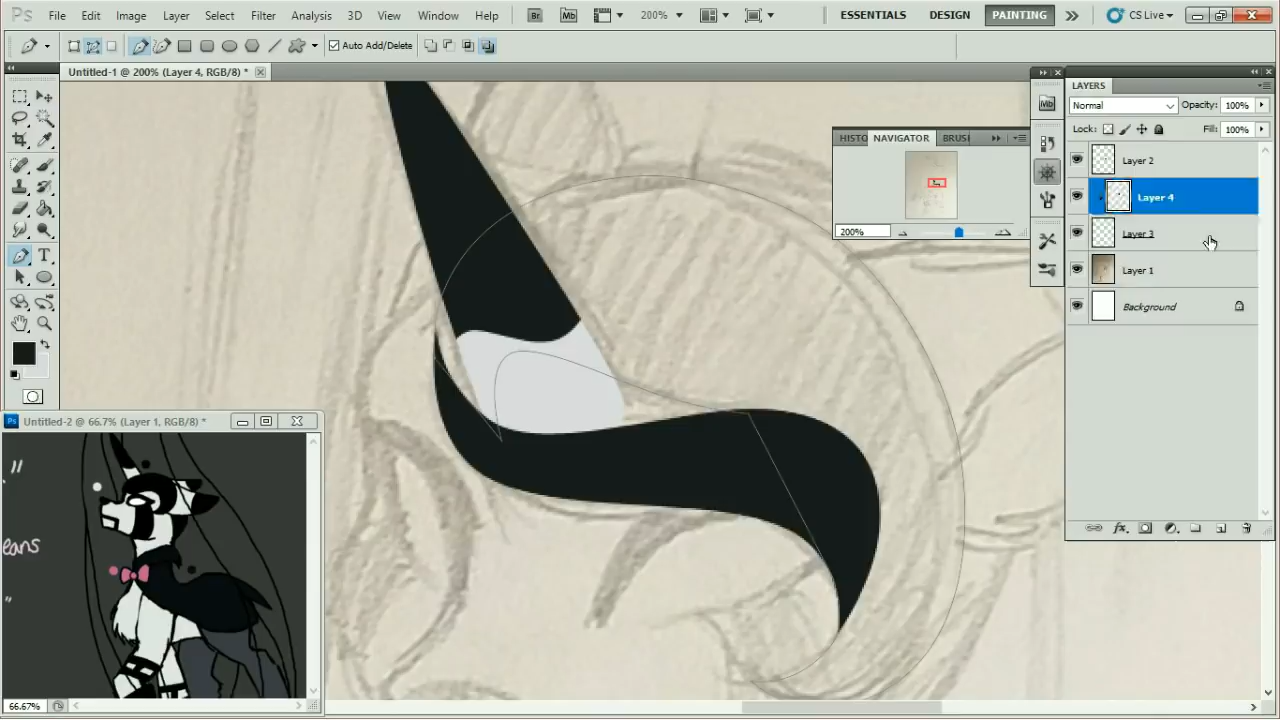 Ps File Edit Image Layer Select Filter Analysis 3D View Window Help Br Mb 200% ESSENTIALS DESIGN PAINTING CS Live
Auto Add/Delete
Untitled-1 @ 200% (Layer 4, RGB/8) *
LAYERS
Normal Opacity: 100%
Lock: Fill: 100%
Mb
HISTO NAVIGATOR BRUSI
200%
Layer 2
Layer 4
Layer 3
Layer 1
Background
T
Ps Untitled-2 @ 66.7% (Layer 1, RGB/8) *
."
eans
"
66.67%